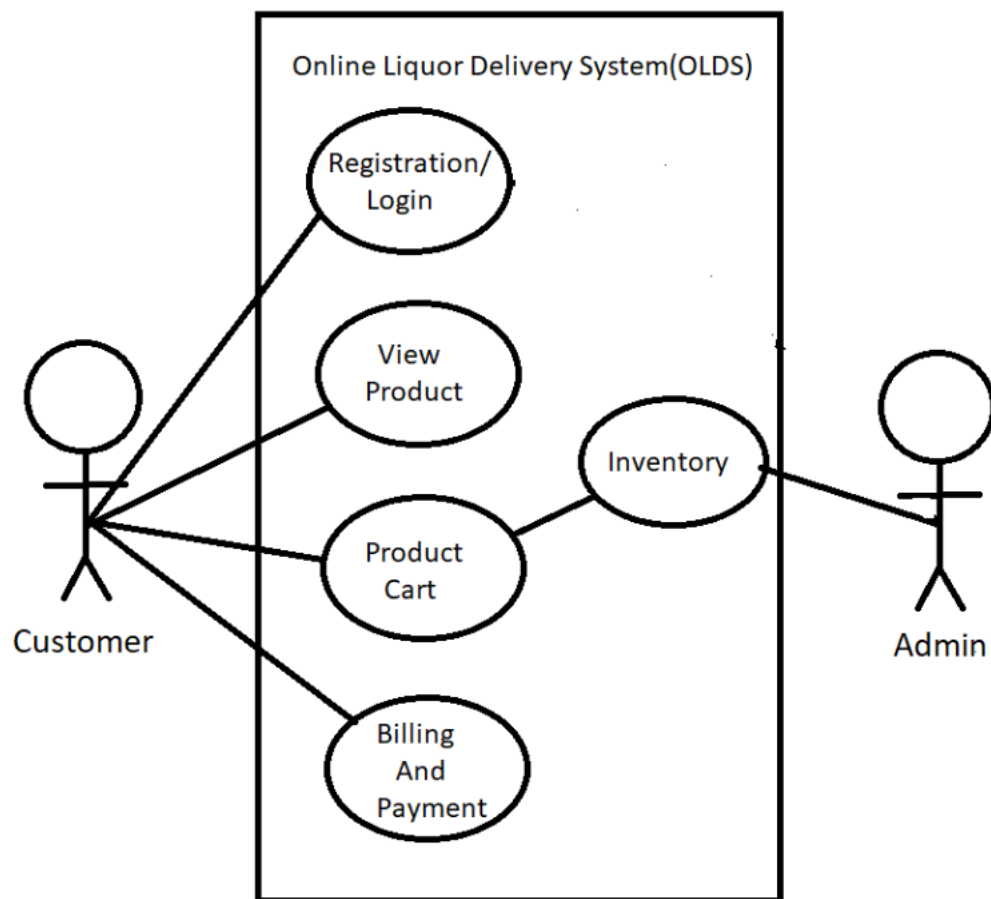 Online Liquor Delivery System(OLDS)
Registration/
Login
View
Product
Inventory
Product
Cart
Customer
Admin
Billing
And
Payment